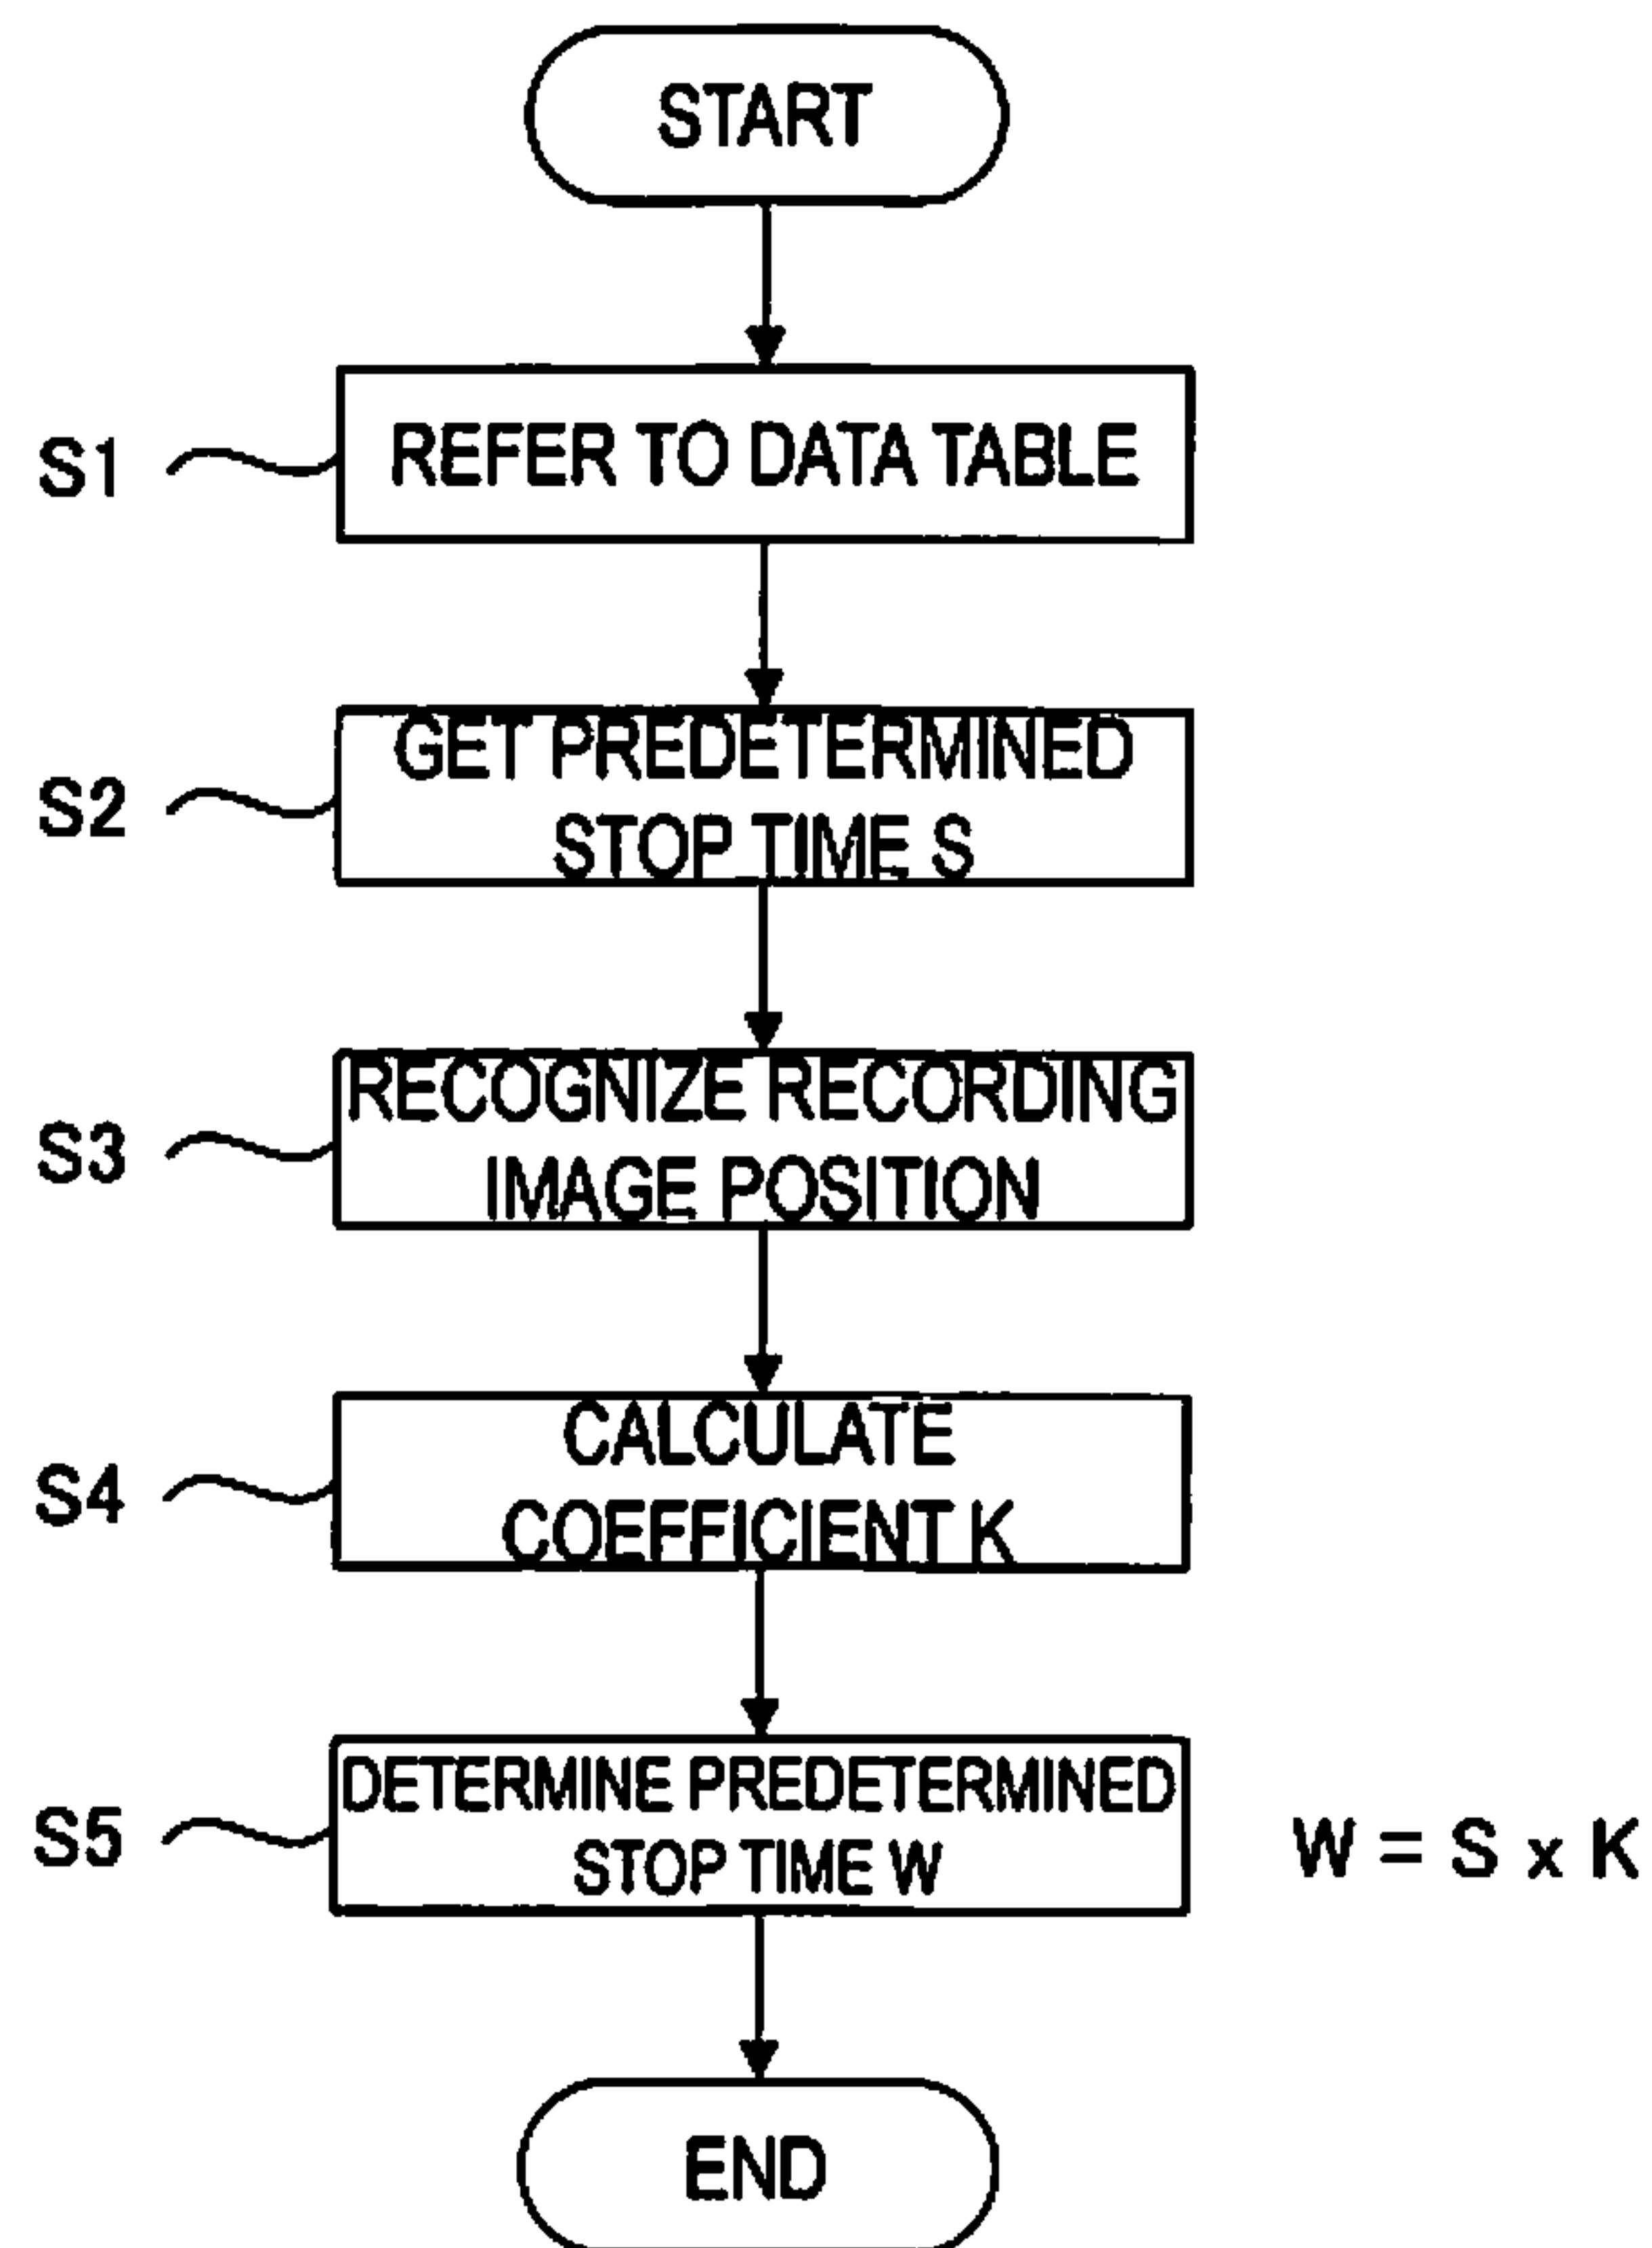 START
S1
REFER TO DATA TABLE
S2
GET PREDETERMINED
STOP TIME S
S3
RECOGNIZE RECORDING
IMAGE POSITION
S4
CALCULATE
COEFFICIENT K
S5
DETERMINE PREDETERMINED
STOP TIME W
W = S x K
END